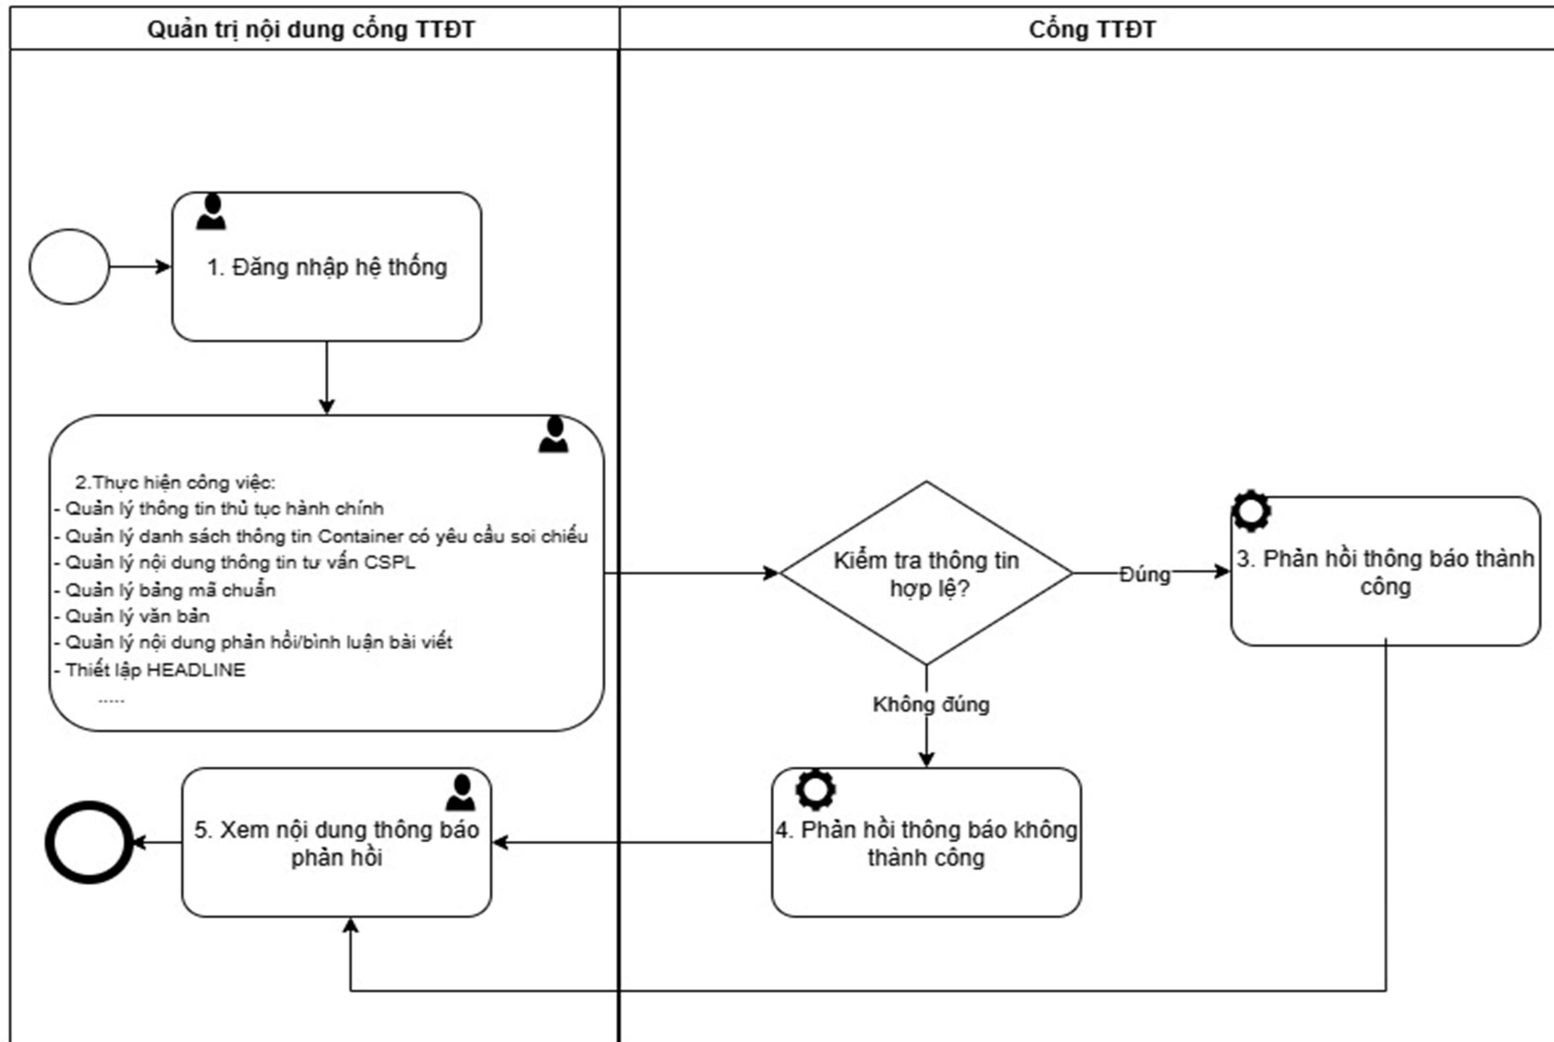 Quản trị nội dung cổng TTĐT
Cổng TTĐT
1. Đăng nhập hệ thống
2.Thực hiện công việc:
- Quản lý thông tin thủ tục hành chính
- Quản lý danh sách thông tin Container có yêu cầu soi chiếu
- Quản lý nội dung thông tin tư vấn CSPL
- Quản lý bảng mã chuẩn
- Quản lý văn bản
- Quản lý nội dung phản hồi/bình luận bài viết
- Thiết lập HEADLINE
.....
Kiểm tra thông tin
hợp lệ?
Đúng
3. Phản hồi thông báo thành
công
Không đúng
4. Phản hồi thông báo không
thành công
5. Xem nội dung thông báo
phản hồi